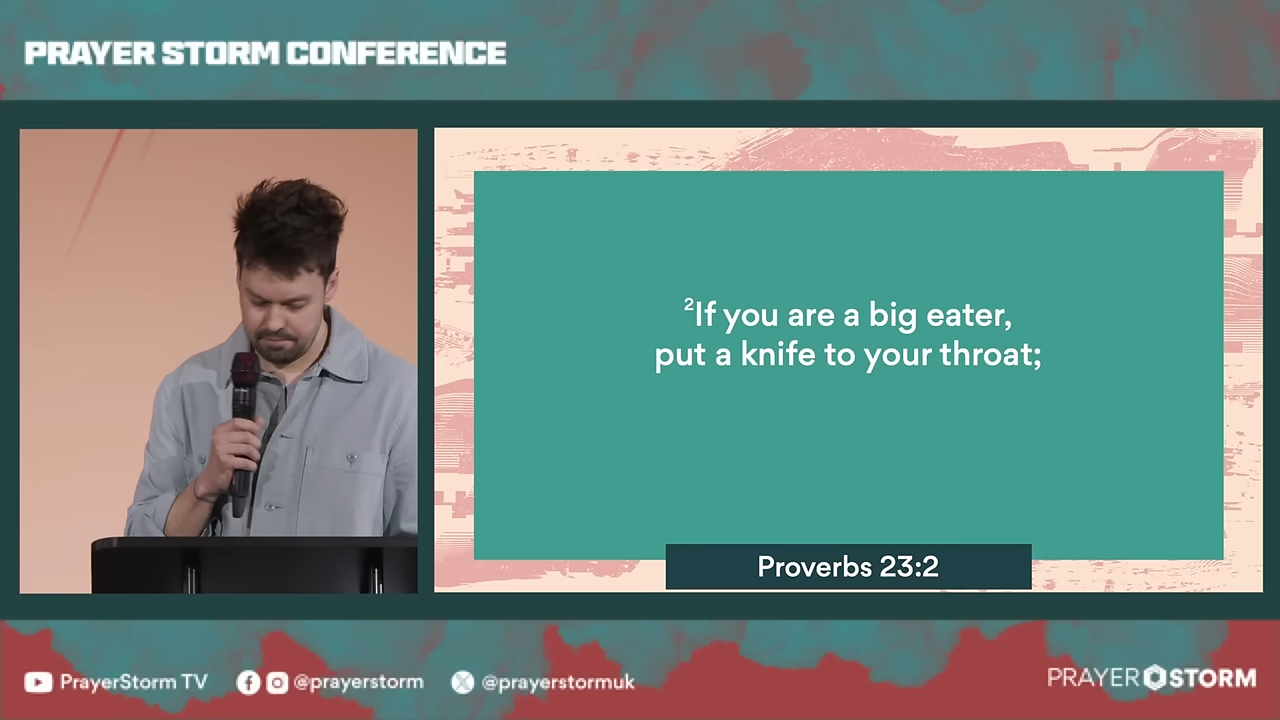 PRAYER STORM CONFERENCE
²If you are a big eater,
put a knife to your throat;
Proverbs 23:2
PrayerStorm TV
@prayerstorm
@prayerstormuk
PRAYER STORM